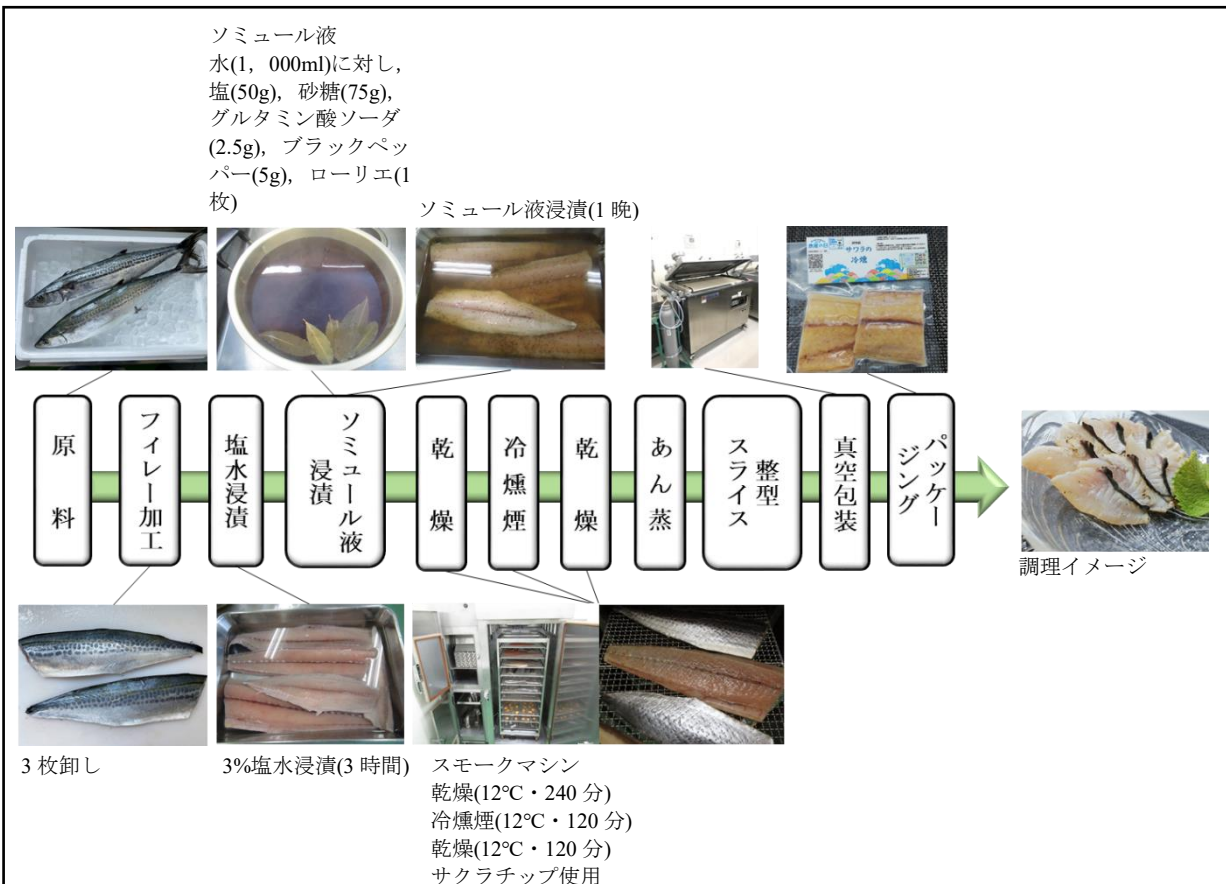 ソミュール液
水(1，000ml)に対し，
塩(50g)，砂糖(75g)，
グルタミン酸ソーダ
(2.5g)，ブラックペッ
パー(5g)，ローリエ(1
枚)
ソミュール液浸漬(1 晩)
サワラの
冷燻
原料
フィレー加工
塩水浸漬
ソミュール液
浸漬
乾燥
冷燻煙
乾燥
あん蒸
整型
スライス
真空包装
パッケー
ジング
調理イメージ
3 枚卸し
3%塩水浸漬(3 時間)
スモークマシン
乾燥(12℃・240 分)
冷燻煙(12℃・120 分)
乾燥(12℃・120 分)
サクラチップ使用